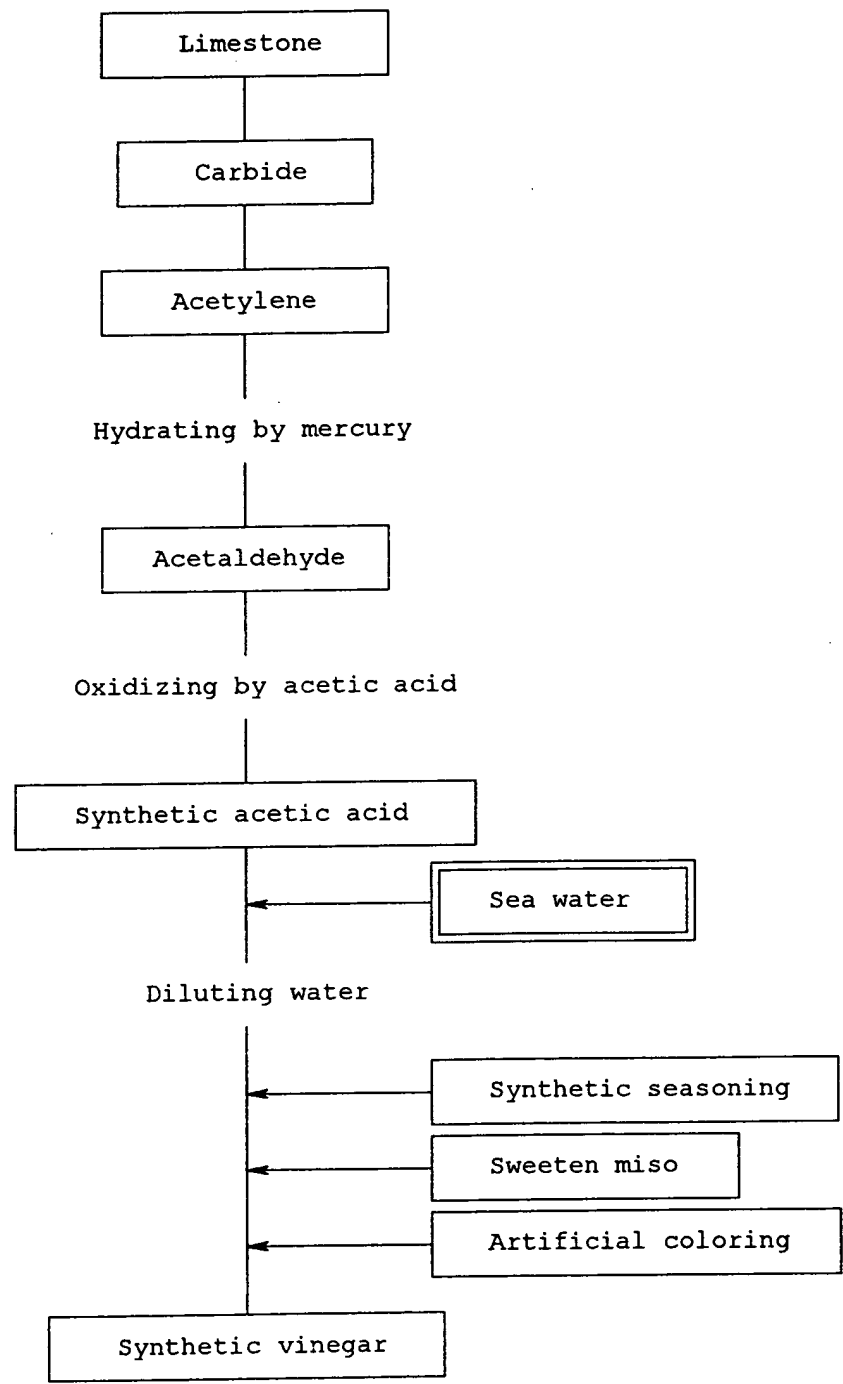 Limestone
Carbide
Acetylene
Hydrating by mercury
Acetaldehyde
Oxidizing by acetic acid
Synthetic acetic acid
Sea water
Diluting water
Synthetic seasoning
Sweeten miso
Artificial coloring
Synthetic vinegar